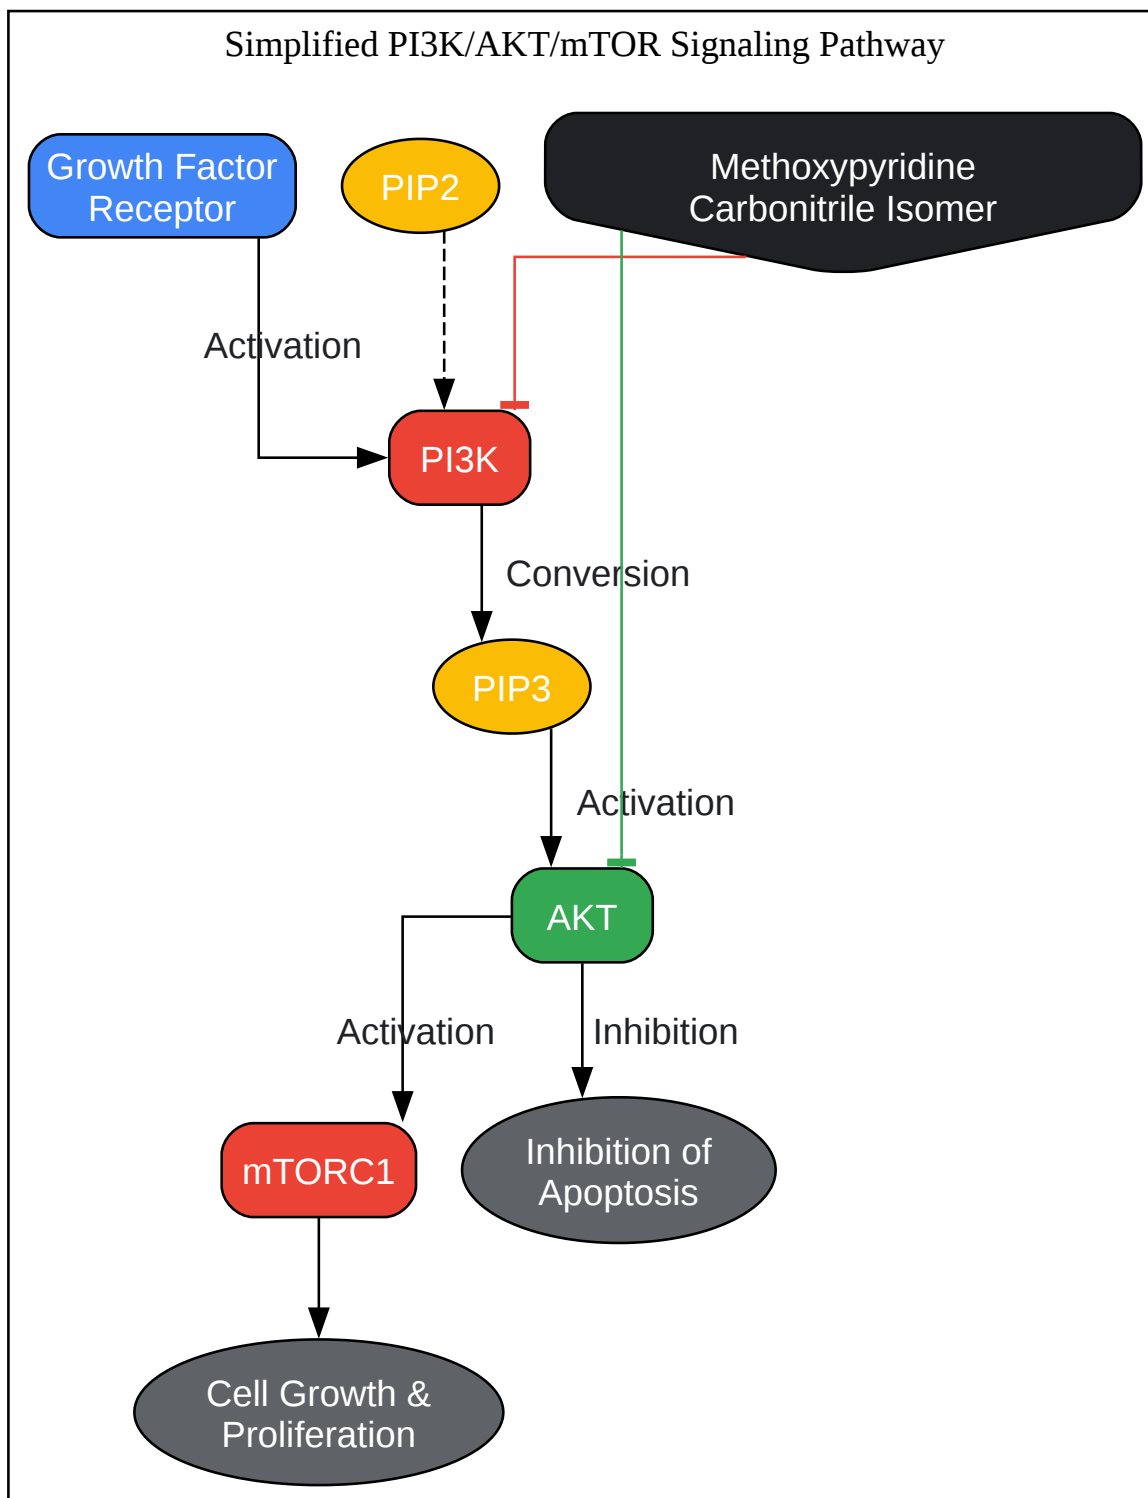 Simplified PI3K/AKT/mTOR Signaling Pathway
Growth Factor
Receptor
PIP2
Methoxypyridine
Carbonitrile Isomer
Activation
PI3K
Conversion
PIP3
Activation
AKT
Activation
Inhibition
mTORC1
Inhibition of
Apoptosis
Cell Growth &
Proliferation